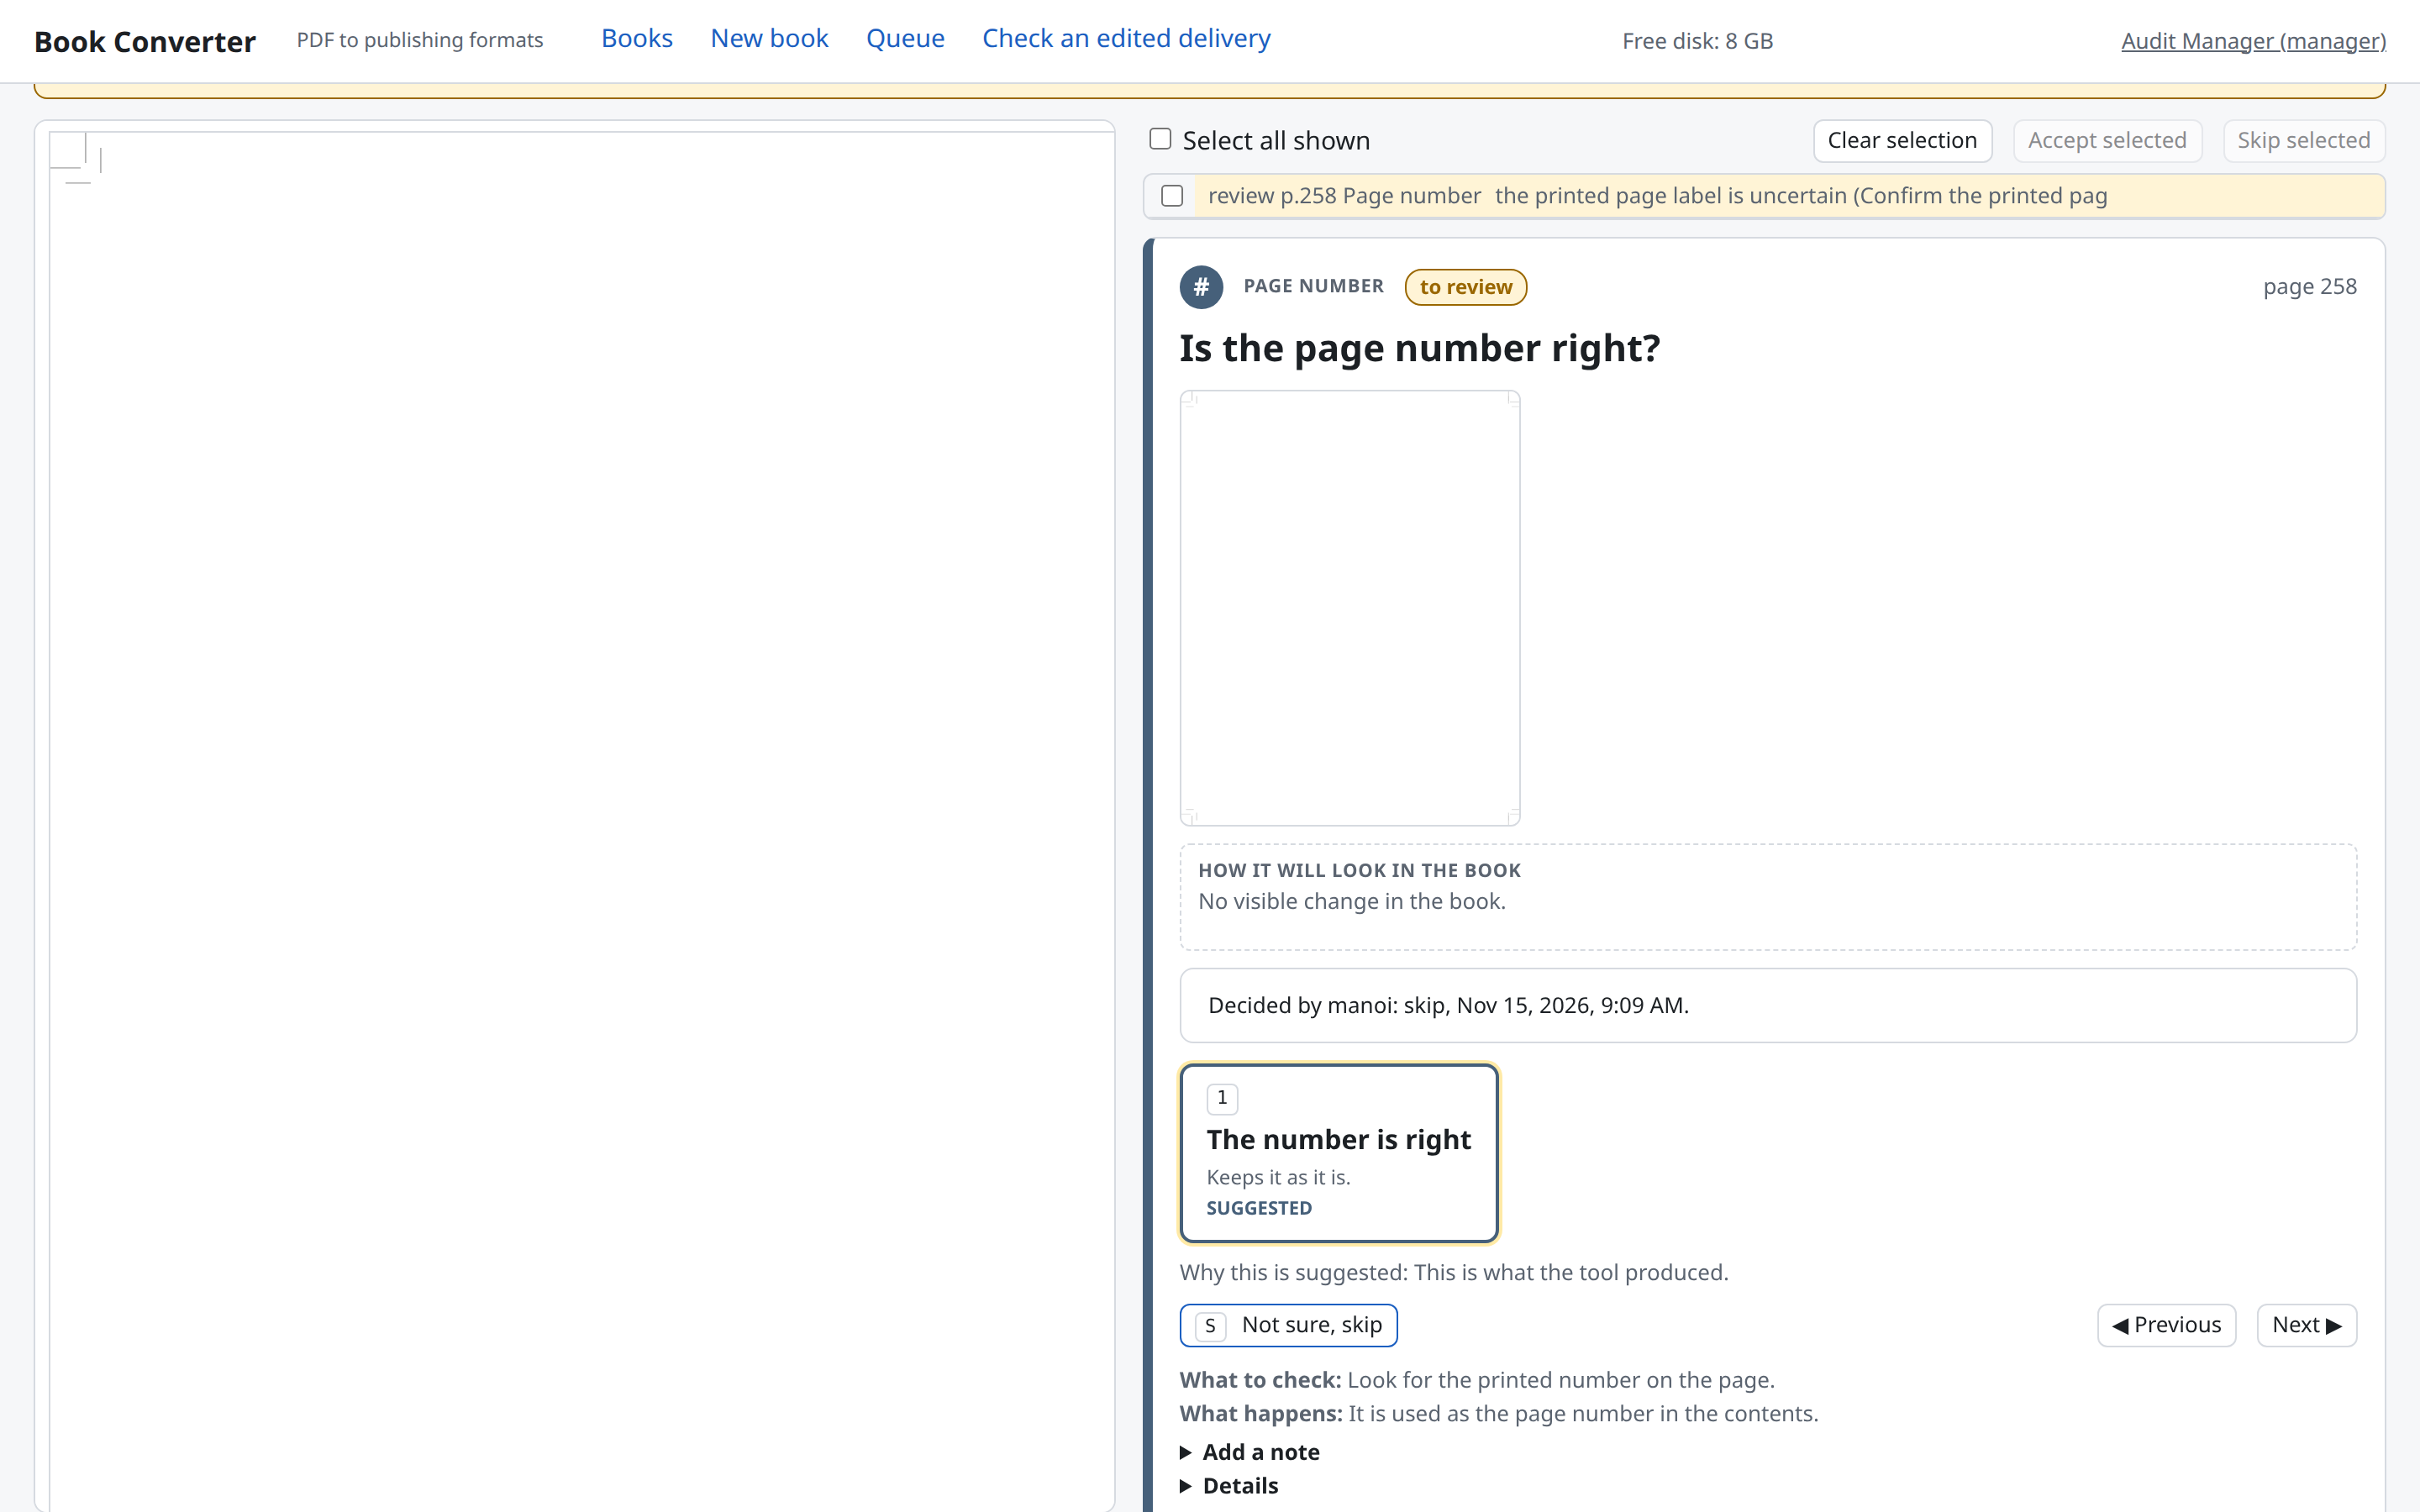 Book Converter PDF to publishing formats Books New book Queue Check an edited delivery Free disk: 8 GB Audit Manager (manager)
Select all shown Clear selection Accept selected Skip selected
review p.258 Page number the printed page label is uncertain (Confirm the printed pag
# PAGE NUMBER to review page 258
Is the page number right?
HOW IT WILL LOOK IN THE BOOK
No visible change in the book.
Decided by manoi: skip, Nov 15, 2026, 9:09 AM.
1
The number is right
Keeps it as it is.
SUGGESTED
Why this is suggested: This is what the tool produced.
S Not sure, skip ◀ Previous Next ▶
What to check: Look for the printed number on the page.
What happens: It is used as the page number in the contents.
▶ Add a note
▶ Details